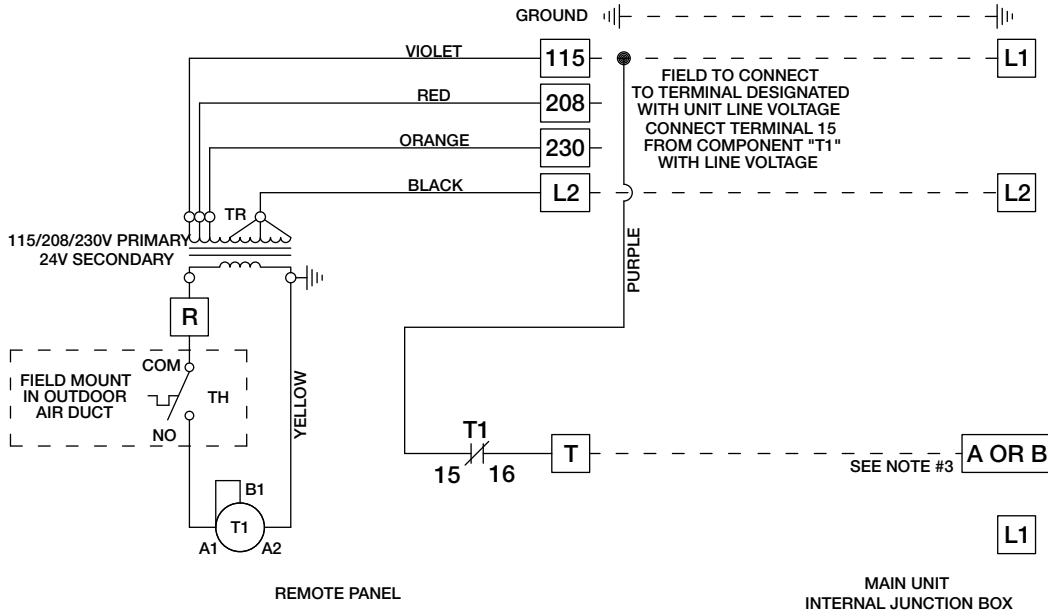 GROUND
VIOLET
115
L1
FIELD TO CONNECT
TO TERMINAL DESIGNATED
WITH UNIT LINE VOLTAGE
CONNECT TERMINAL 15
FROM COMPONENT "T1"
WITH LINE VOLTAGE
RED
208
ORANGE
230
BLACK
L2
L2
TR
115/208/230V PRIMARY
24V SECONDARY
PURPLE
R
COM
FIELD MOUNT
IN OUTDOOR
AIR DUCT
TH
NO
YELLOW
T1
15
16
T
SEE NOTE #3
A OR B
B1
T1
A1
A2
L1
REMOTE PANEL
MAIN UNIT
INTERNAL JUNCTION BOX